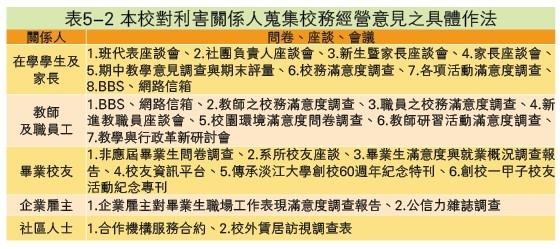 表5–2 本校對利害關係人蒐集校務經營意見之具體作法
關係人
問卷、座談、會議
在學學生及
家長
1.班代表座談會、2.社團負責人座談會、3.新生暨家長座談會、4.家長座談會、
5.期中教學意見調查與期末評量、6.校務滿意度調查、7.各項活動滿意度調查、
8.BBS、網路信箱
教師
及職員工
1.BBS、網路信箱、2.教師之校務滿意度調查、3.職員之校務滿意度調查、4.新
進教職員座談會、5.校園環境滿意度問卷調查、6.教師研習活動滿意度調查、
7.教學與行政革新研討會
畢業校友
1.非應屆畢業生問卷調查、2.系所校友座談、3.畢業生滿意度與就業概況調查報
告、4.校友資訊平台、5.傳承淡江大學創校60週年紀念特刊、6.創校一甲子校友
活動紀念專刊
企業雇主
1.企業雇主對畢業生職場工作表現滿意度調查報告、2.公信力雜誌調查
社區人士
1.合作機構服務合約、2.校外賃居訪視調查表